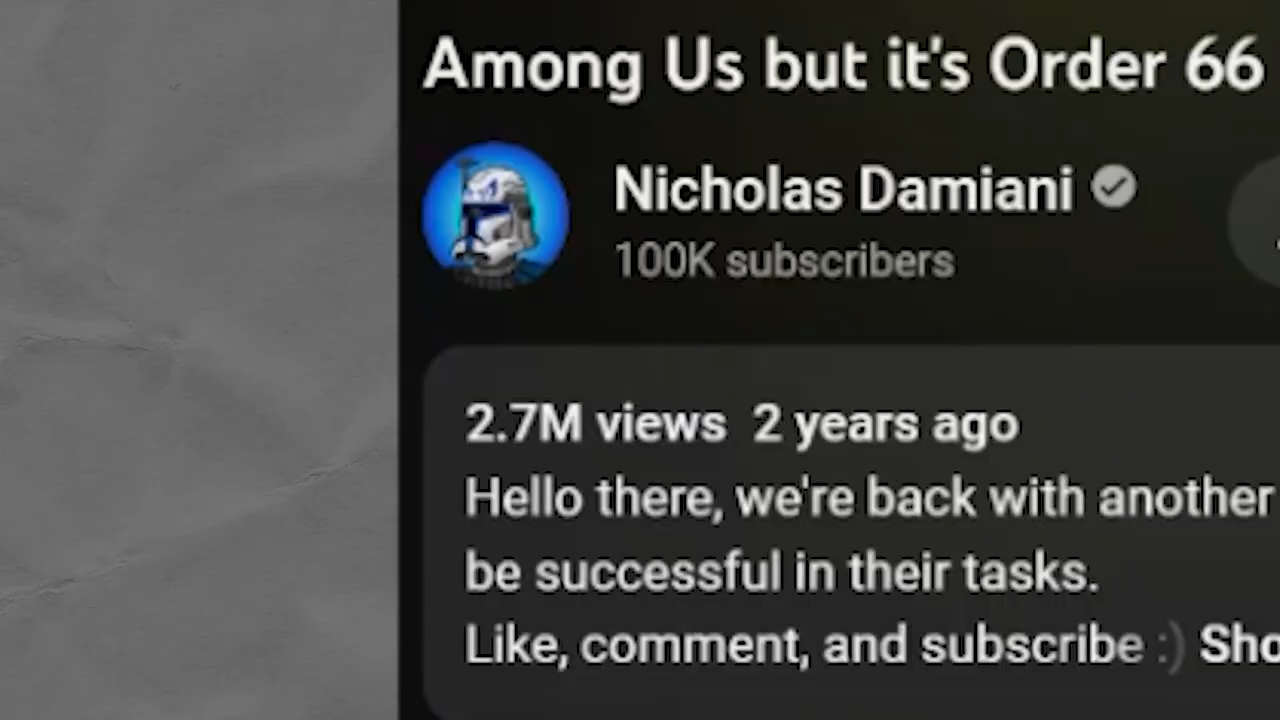 Among Us but it's Order 66
Nicholas Damiani
100K subscribers
2.7M views 2 years ago
Hello there, we're back with another
be successful in their tasks.
Like, comment, and subscribe :) Sho